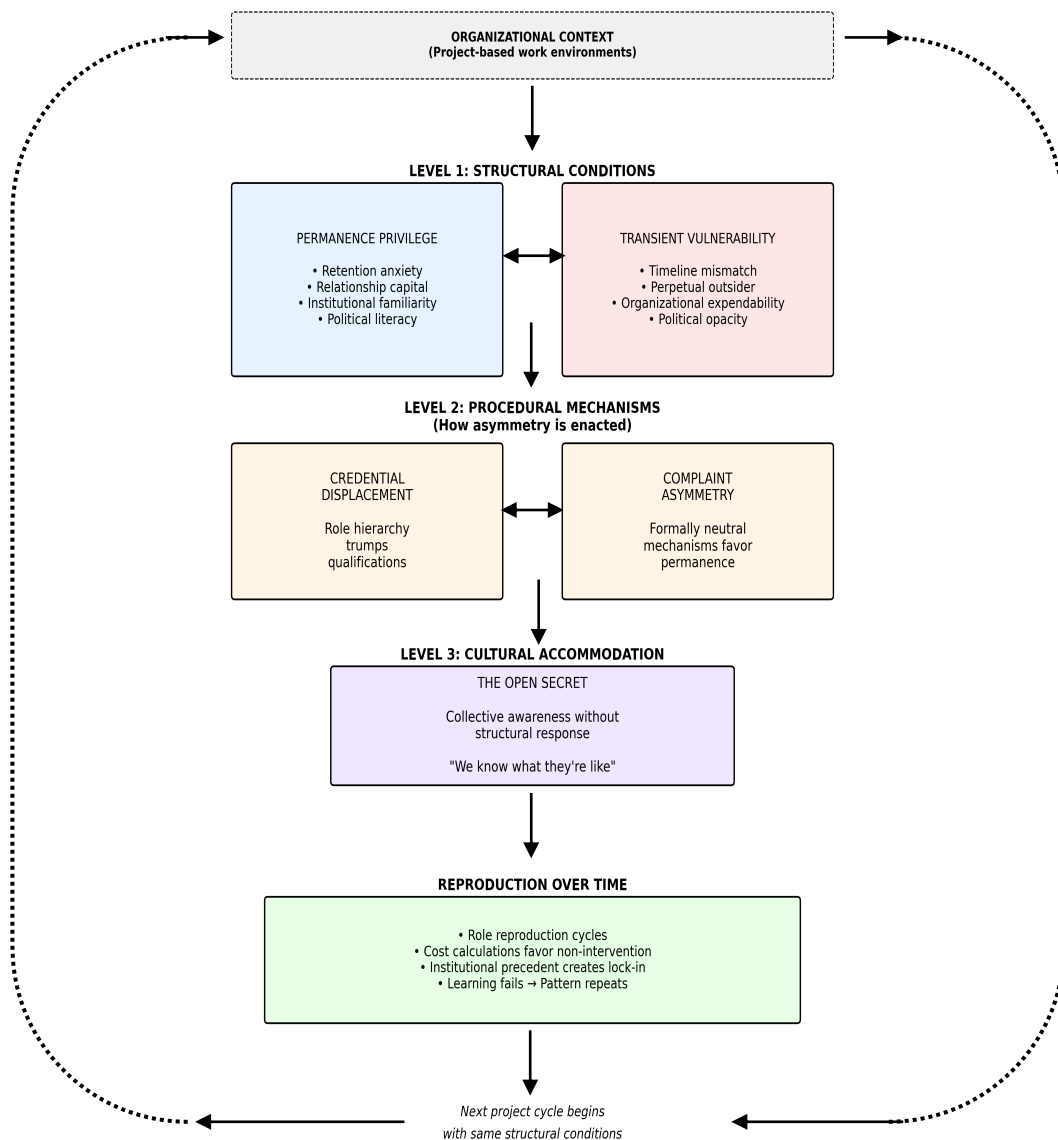 ORGANIZATIONAL CONTEXT
(Project-based work environments)
LEVEL 1: STRUCTURAL CONDITIONS
PERMANENCE PRIVILEGE
• Retention anxiety
• Relationship capital
• Institutional familiarity
• Political literacy
TRANSIENT VULNERABILITY
• Timeline mismatch
• Perpetual outsider
• Organizational expendability
• Political opacity
LEVEL 2: PROCEDURAL MECHANISMS
(How asymmetry is enacted)
CREDENTIAL
DISPLACEMENT
Role hierarchy
trumps
qualifications
COMPLAINT
ASYMMETRY
Formally neutral
mechanisms favor
permanence
LEVEL 3: CULTURAL ACCOMMODATION
THE OPEN SECRET
Collective awareness without
structural response
"We know what they're like"
REPRODUCTION OVER TIME
• Role reproduction cycles
• Cost calculations favor non-intervention
• Institutional precedent creates lock-in
• Learning fails → Pattern repeats
Next project cycle begins
with same structural conditions